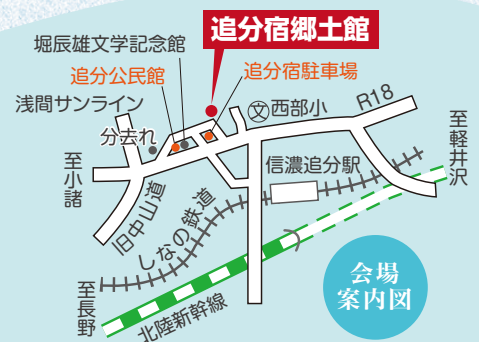 追分宿郷土館
堀辰雄文学記念館
追分公民館
追分宿駐車場
浅間サンライン
分去れ
文西部小
R18
至軽井沢
至小諸
旧中山道
しなの鉄道
信濃追分駅
至長野
北陸新幹線
会場
案内図